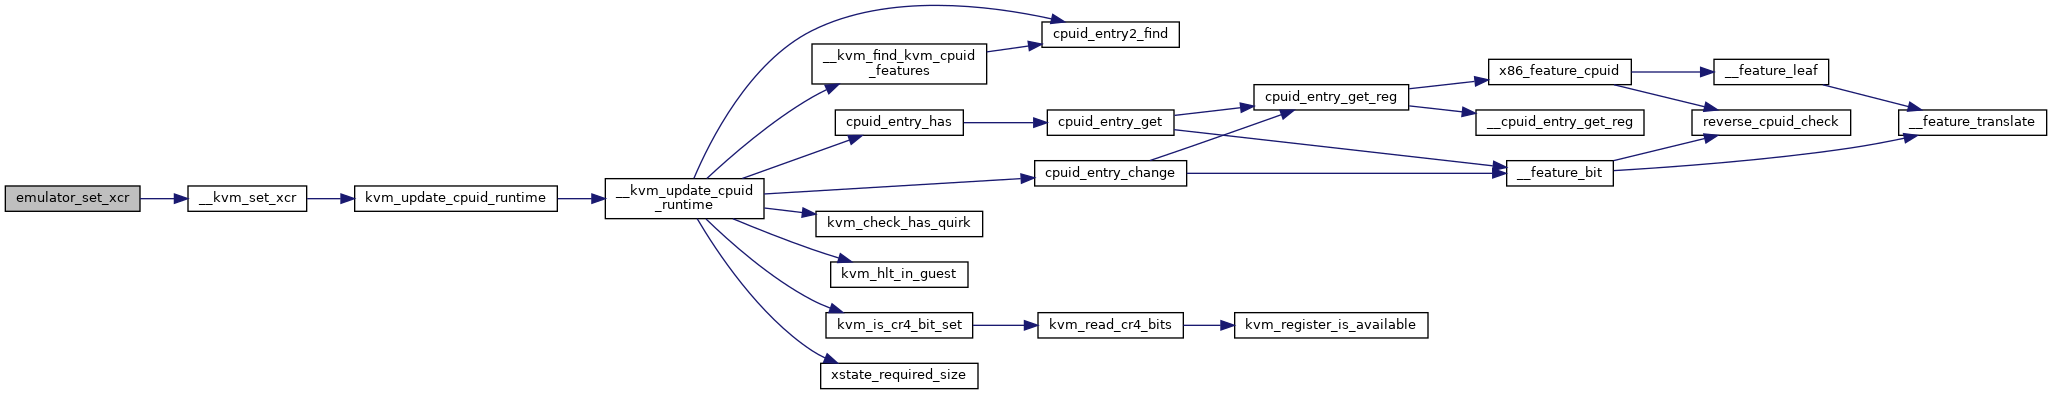 emulator_set_xcr
__kvm_set_xcr
kvm_update_cpuid_runtime
__kvm_update_cpuid
_runtime
cpuid_entry2_find
__kvm_find_kvm_cpuid
_features
cpuid_entry_has
cpuid_entry_get
cpuid_entry_get_reg
x86_feature_cpuid
__feature_leaf
__feature_translate
reverse_cpuid_check
__cpuid_entry_get_reg
__feature_bit
cpuid_entry_change
kvm_check_has_quirk
kvm_hlt_in_guest
kvm_is_cr4_bit_set
kvm_read_cr4_bits
kvm_register_is_available
xstate_required_size